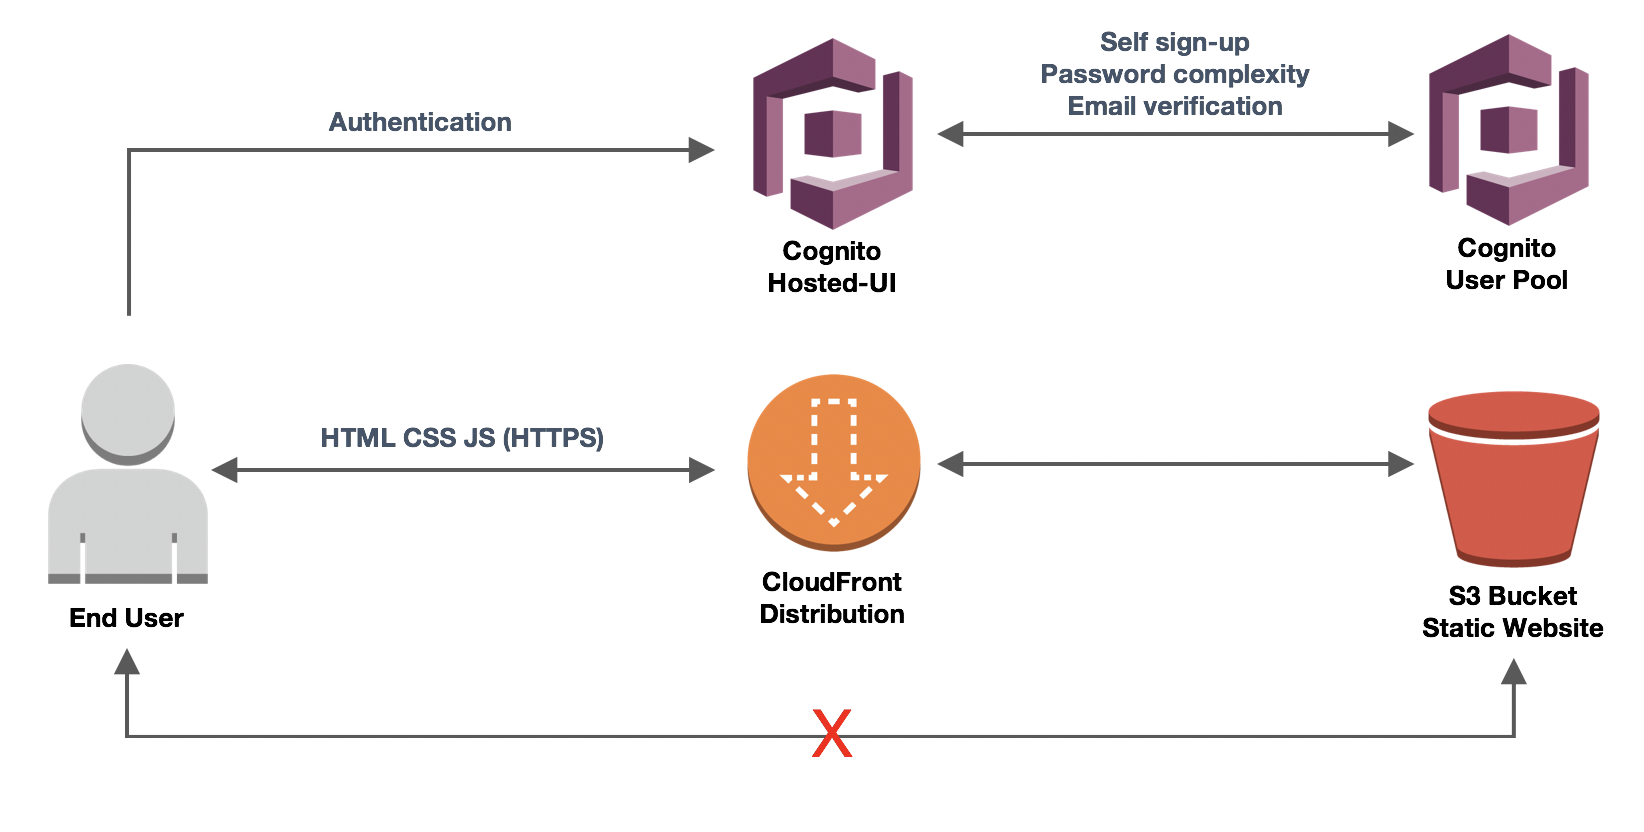 Self sign-up
Password complexity
Email verification
Authentication
Cognito
Hosted-UI
Cognito
User Pool
HTML CSS JS (HTTPS)
End User
CloudFront
Distribution
S3 Bucket
Static Website
X